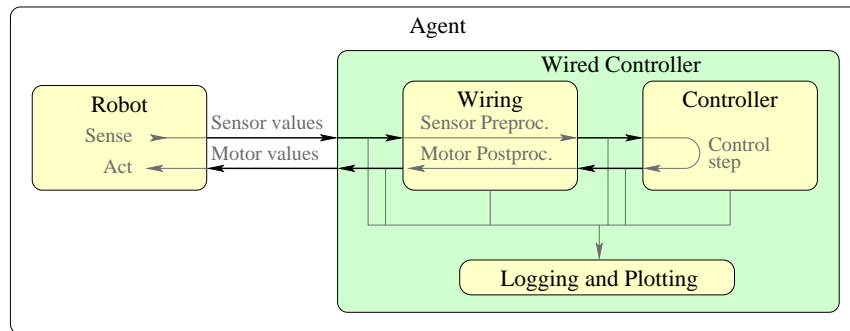 Agent
Wired Controller
Robot
Wiring
Controller
Sensor values
Sensor Preproc.
Sense
Motor values
Motor Postproc.
Control
step
Act
Logging and Plotting